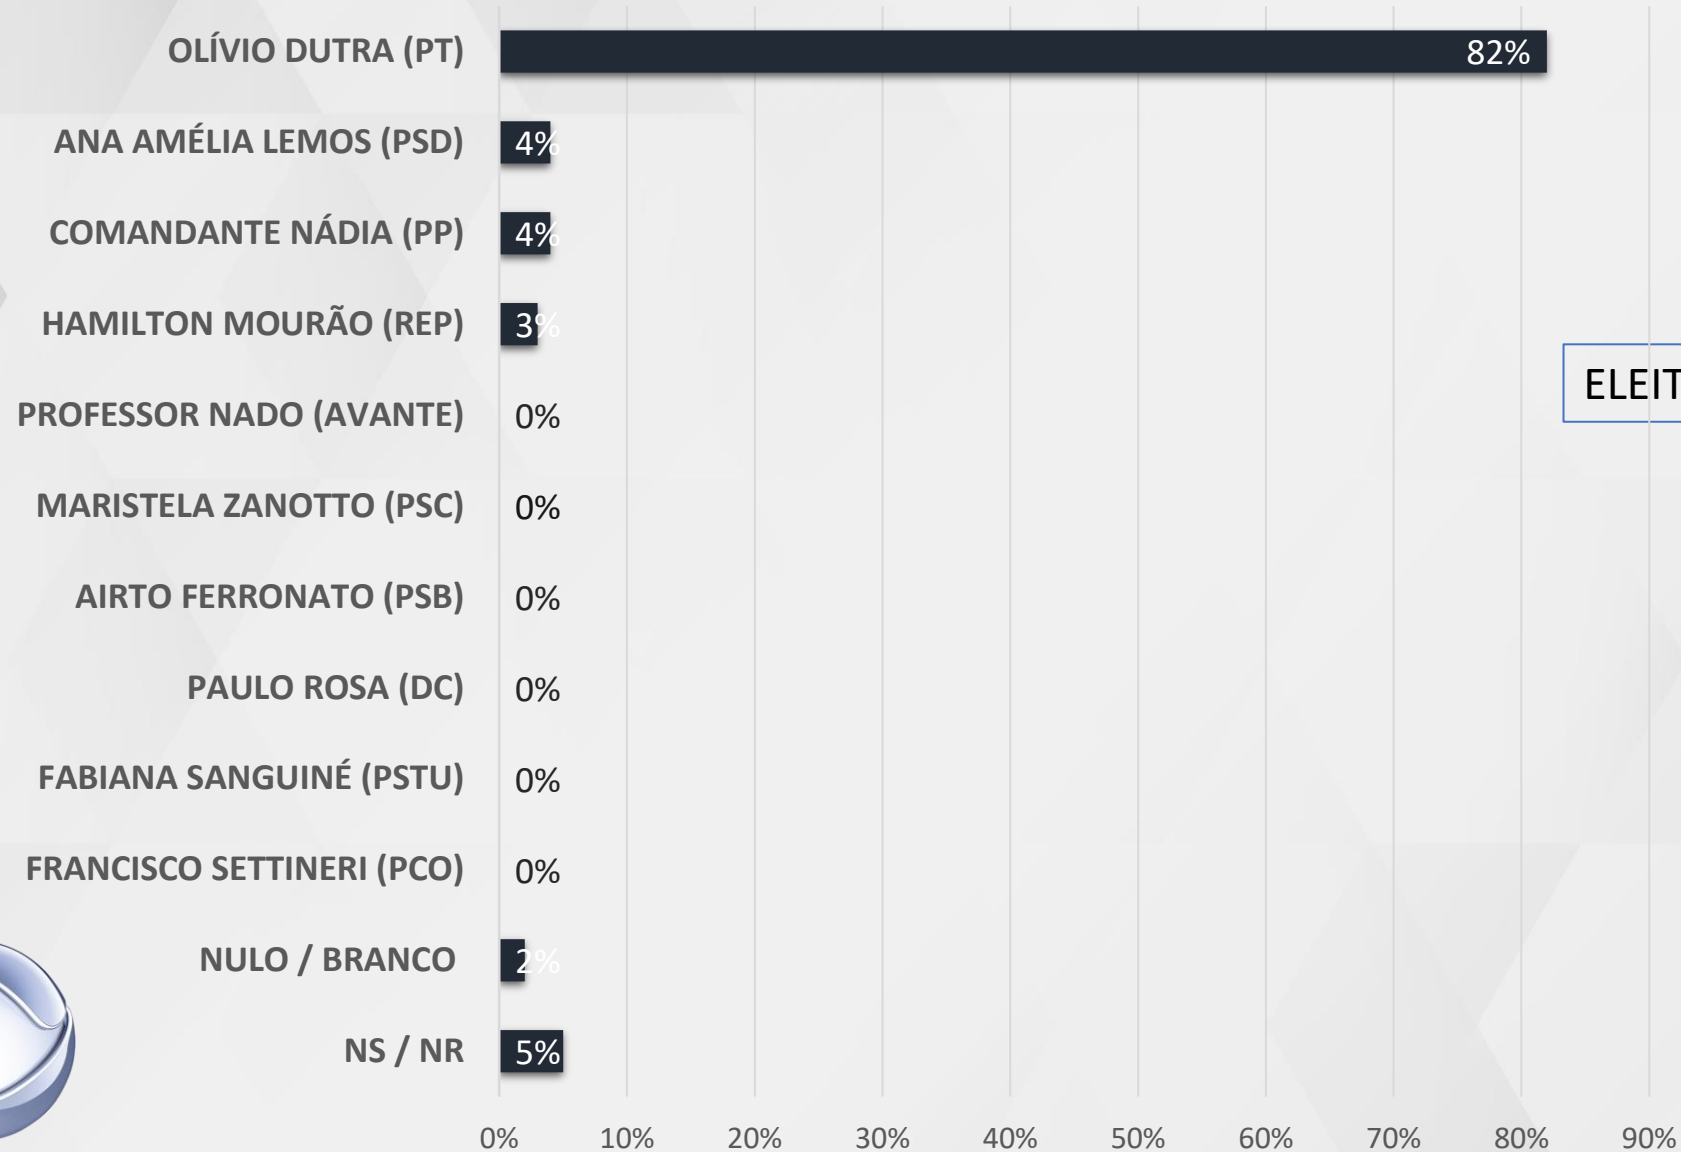 OLÍVIO DUTRA (PT) 82%
ANA AMÉLIA LEMOS (PSD) 4%
COMANDANTE NÁDIA (PP) 4%
HAMILTON MOURÃO (REP) 3%
PROFESSOR NADO (AVANTE) 0%
MARISTELA ZANOTTO (PSC) 0%
AIRTO FERRONATO (PSB) 0%
PAULO ROSA (DC) 0%
FABIANA SANGUINÉ (PSTU) 0%
FRANCISCO SETTINERI (PCO) 0%
NULO / BRANCO 2%
NS / NR 5%
0% 10% 20% 30% 40% 50% 60% 70% 80% 90%